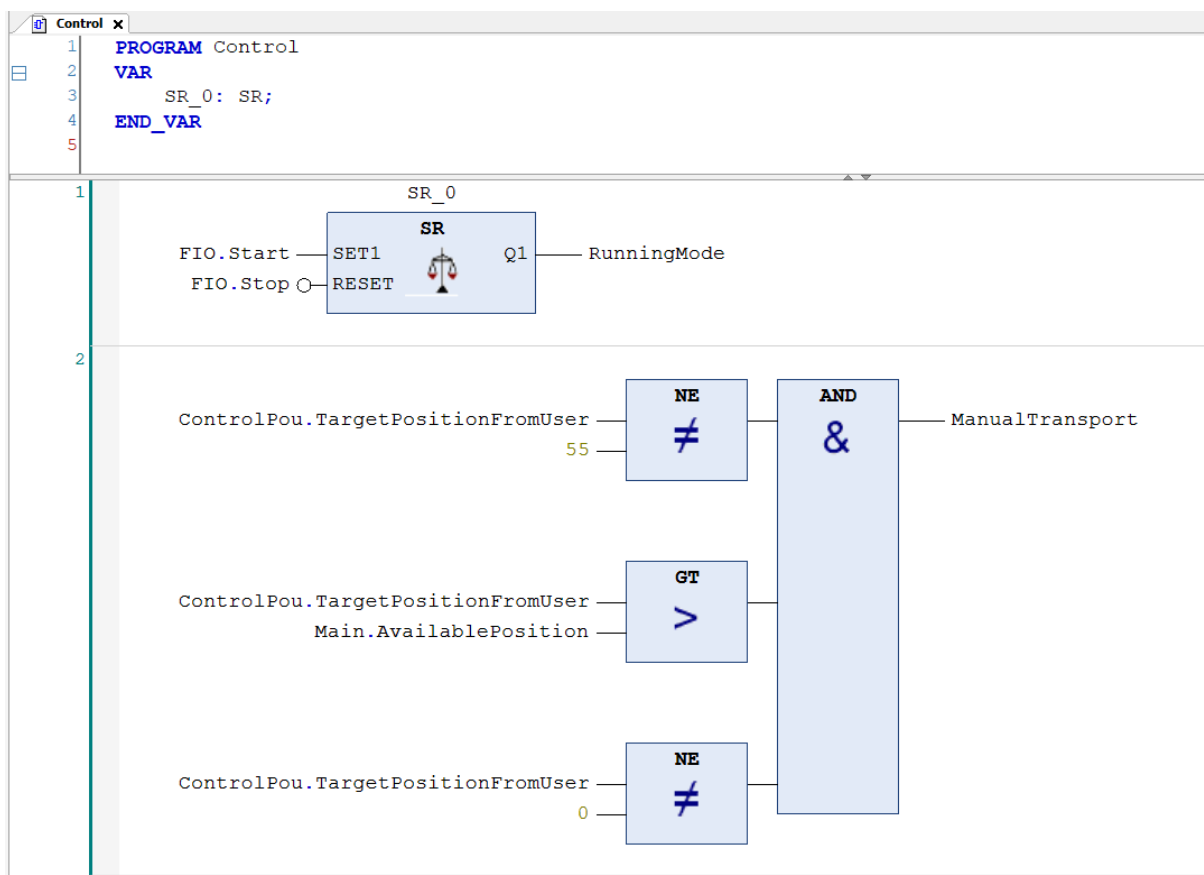 Control x
1 PROGRAM Control
2 VAR
3 SR_0: SR;
4 END_VAR
5
1
SR_0
SR
FIO.Start SET1 Q1 RunningMode
FIO.Stop RESET
2
NE AND
ControlPou.TargetPositionFromUser ≠ & ManualTransport
55
GT
ControlPou.TargetPositionFromUser >
Main.AvailablePosition
NE
ControlPou.TargetPositionFromUser ≠
0